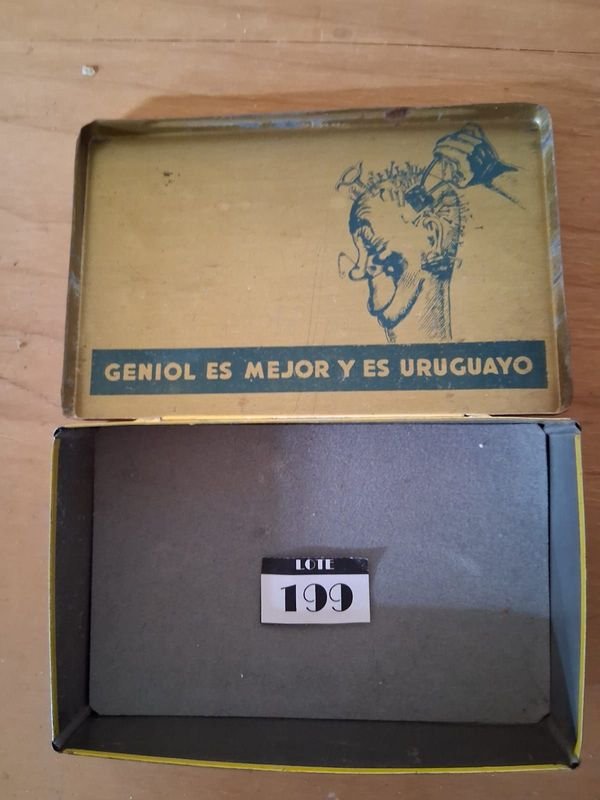 GENIOL ES MEJOR Y ES URUGUAYO
LOTE
199